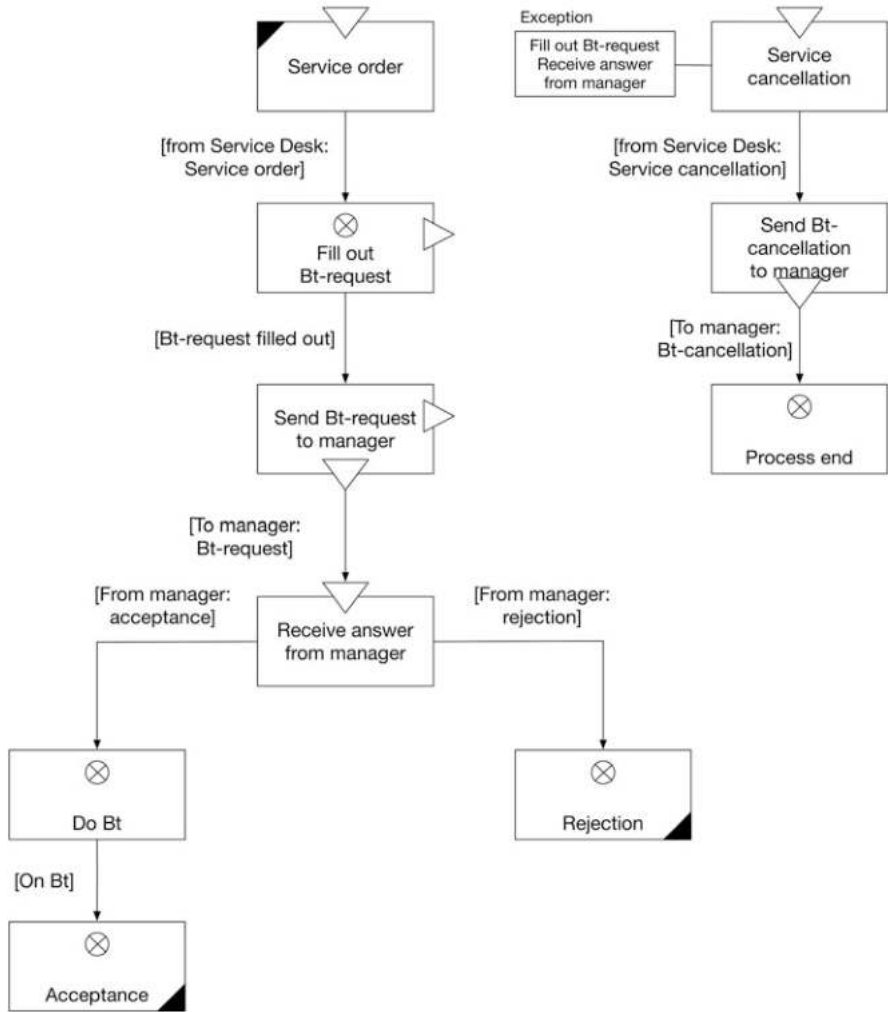 Service order
[from Service Desk:
Service order]
Fill out
Bt-request
[Bt-request filled out]
Send Bt-request
to manager
[To manager:
Bt-request]
[From manager:
acceptance]
Receive answer
from manager
[From manager:
rejection]
Do Bt
[On Bt]
Acceptance
Rejection
Exception
Fill out Bt-request
Receive answer
from manager
Service
cancellation
[from Service Desk:
Service cancellation]
Send Bt-
cancellation
to manager
[To manager:
Bt-cancellation]
Process end